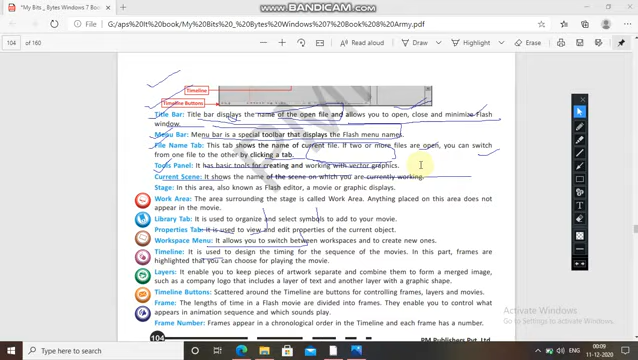 WWW.BANDICAM.COM
"My Bits _ Bytes Windows 7 Book
File | G:/aps%20It%20book/My%20Bits%20_%20Bytes%20Windows%207%20Book%208%20Army.pdf
104 of 160
Read aloud
Draw
Highlight
Erase
Timeline
Timeline Buttons
Title Bar: Title bar displays the name of the open file and allows you to open, close and minimize Flash
window.
Menu Bar: Menu bar is a special toolbar that displays the Flash menu names.
File Name Tab: This tab shows the name of current file. If two or more files are open, you can switch
from one file to the other by clicking a tab.
Tools Panel: It has basic tools for creating and working with vector graphics.
Current Scene: It shows the name of the scene on which you are currently working.
Stage: In this area, also known as Flash editor, a movie or graphic displays.
Work Area: The area surrounding the stage is called Work Area. Anything placed on this area does not
appear in the movie.
Library Tab: It is used to organize and select symbols to add to your movie.
Properties Tab: It is used to view and edit properties of the current object.
Workspace Menu: It allows you to switch between workspaces and to create new ones.
Timeline: It is used to design the timing for the sequence of the movies. In this part, frames are
highlighted that you can choose for playing the movie.
Layers: It enable you to keep pieces of artwork separate and combine them to form a merged image,
such as a company logo that includes a layer of text and another layer with a graphic shape.
Timeline Buttons: Scattered around the Timeline are buttons for controlling frames, layers and movies.
Frame: The lengths of time in a Flash movie are divided into frames. They enable you to control what
appears in animation sequence and which sounds play.
Frame Number: Frames appear in a chronological order in the Timeline and each frame has a number.
104
PM Publishers Pvt. Ltd.
Activate Windows
Go to Settings to activate Windows.
Type here to search
ENG
00:09
11-12-2020